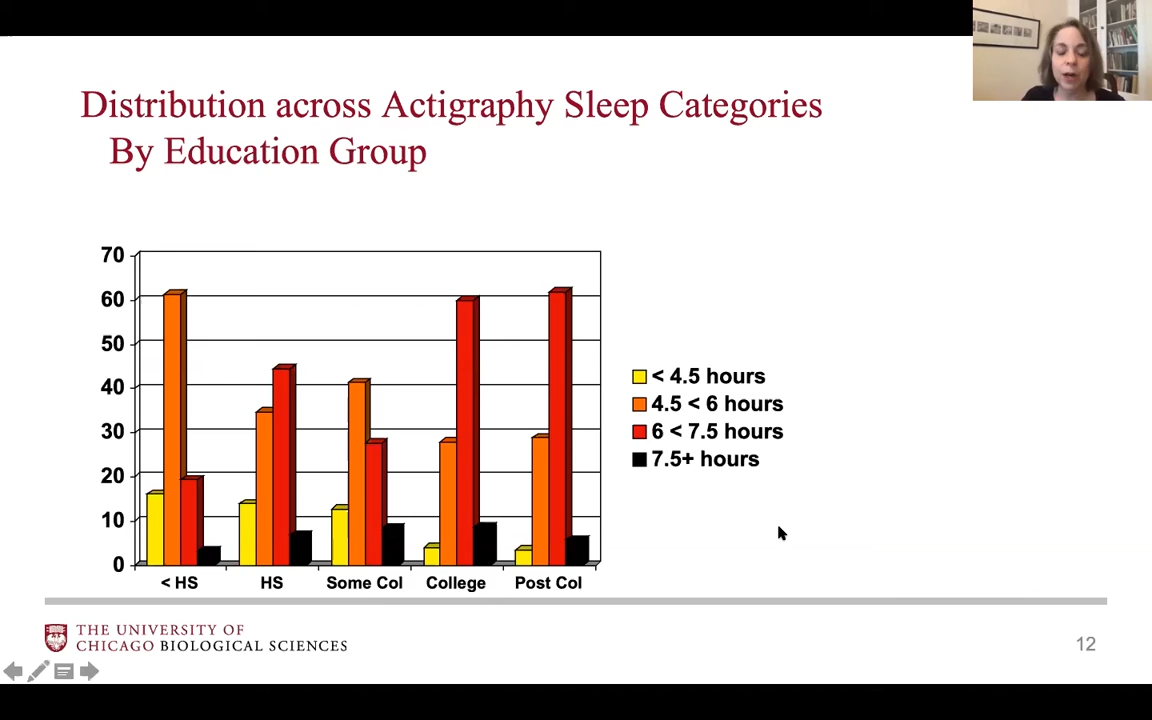 Distribution across Actigraphy Sleep Categories
By Education Group
70
60
50
40
30
20
10
0
< HS
HS
Some Col
College
Post Col
< 4.5 hours
4.5 < 6 hours
6 < 7.5 hours
7.5+ hours
THE UNIVERSITY OF
CHICAGO BIOLOGICAL SCIENCES
12